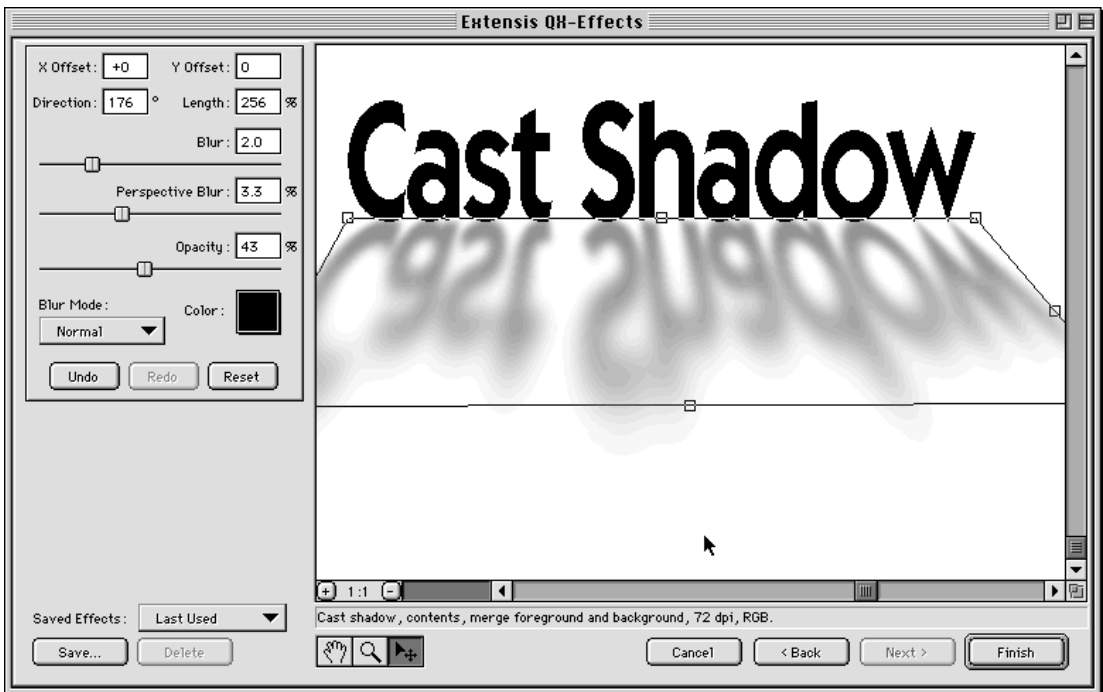 Extensis QX-Effects
X Offset: +0 Y Offset: 0
Direction: 176 ° Length: 256 %
Blur: 2.0
Perspective Blur: 3.3 %
Opacity: 43 %
Blur Mode:
Normal
Color:
Undo Redo Reset
Cast Shadow
1:1
Saved Effects: Last Used
Save... Delete
Cast shadow, contents, merge foreground and background, 72 dpi, RGB.
Cancel < Back Next > Finish